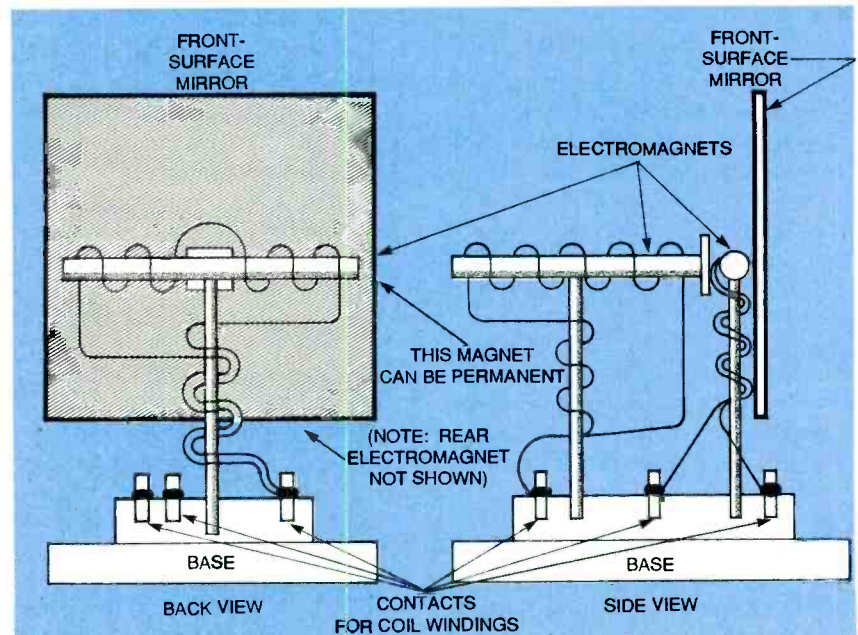 FRONT-
SURFACE
MIRROR
FRONT-
SURFACE
MIRROR
ELECTROMAGNETS
THIS MAGNET
CAN BE PERMANENT
(NOTE: REAR
ELECTROMAGNET
NOT SHOWN)
BASE
BASE
BACK VIEW
CONTACTS
FOR COIL WINDINGS
SIDE VIEW